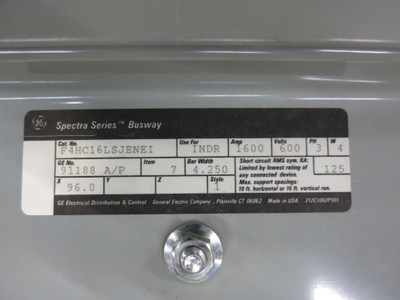 GE Spectra Series™ Busway
Cat. No. Use For Amp Volts PH W
F4HC16LSJENEI INDR 1600 600 3 4
GE No. Item Bar Width Short circuit RMS sym. KA:
91188 A/P 7 4.250 Limited by lowest rating of any connected device. 125
X Y Z Style Max. support spacings:
96.0 1 10 ft. horizontal or 16 ft. vertical run.
GE Electrical Distribution & Control General Electric Company Plainville CT 06062 Made in USA 212C1002P101